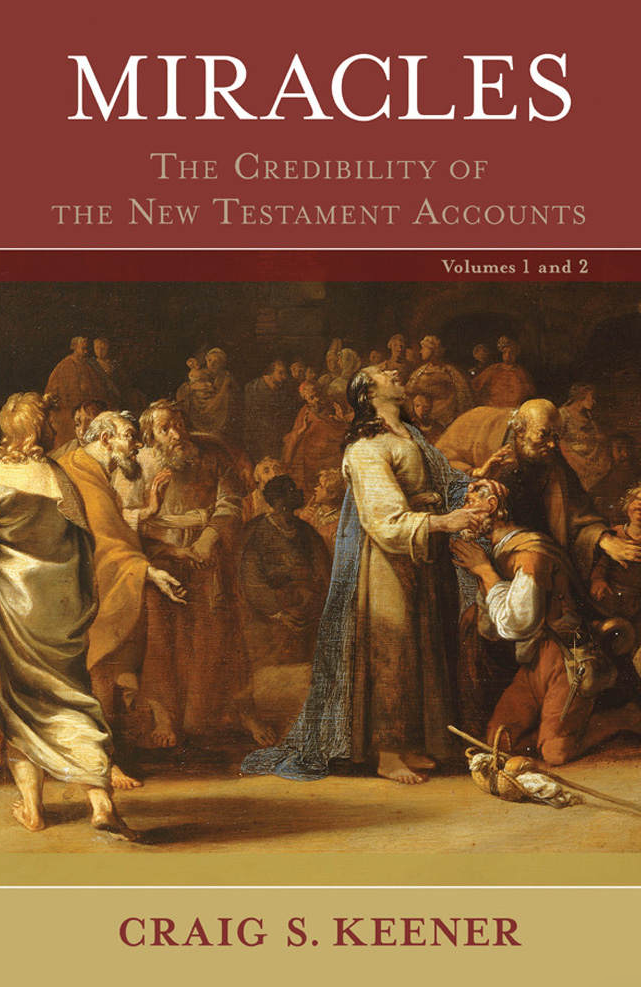 MIRACLES
THE CREDIBILITY OF
THE NEW TESTAMENT ACCOUNTS
Volumes 1 and 2
CRAIG S. KEENER